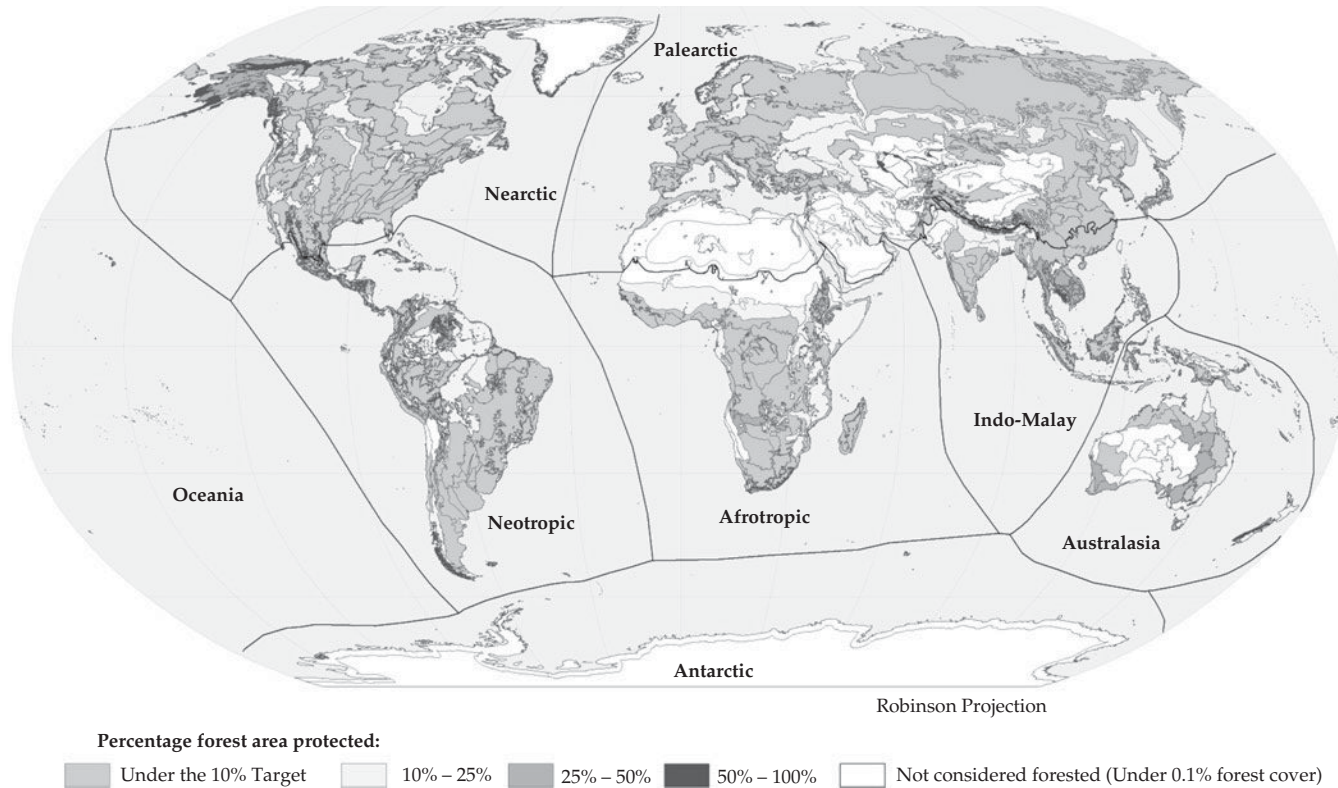 Palearctic
Nearctic
Indo-Malay
Oceania
Neotropic
Afrotropic
Australasia
Antarctic
Robinson Projection
Percentage forest area protected:
Under the 10% Target 10% – 25% 25% – 50% 50% – 100% Not considered forested (Under 0.1% forest cover)